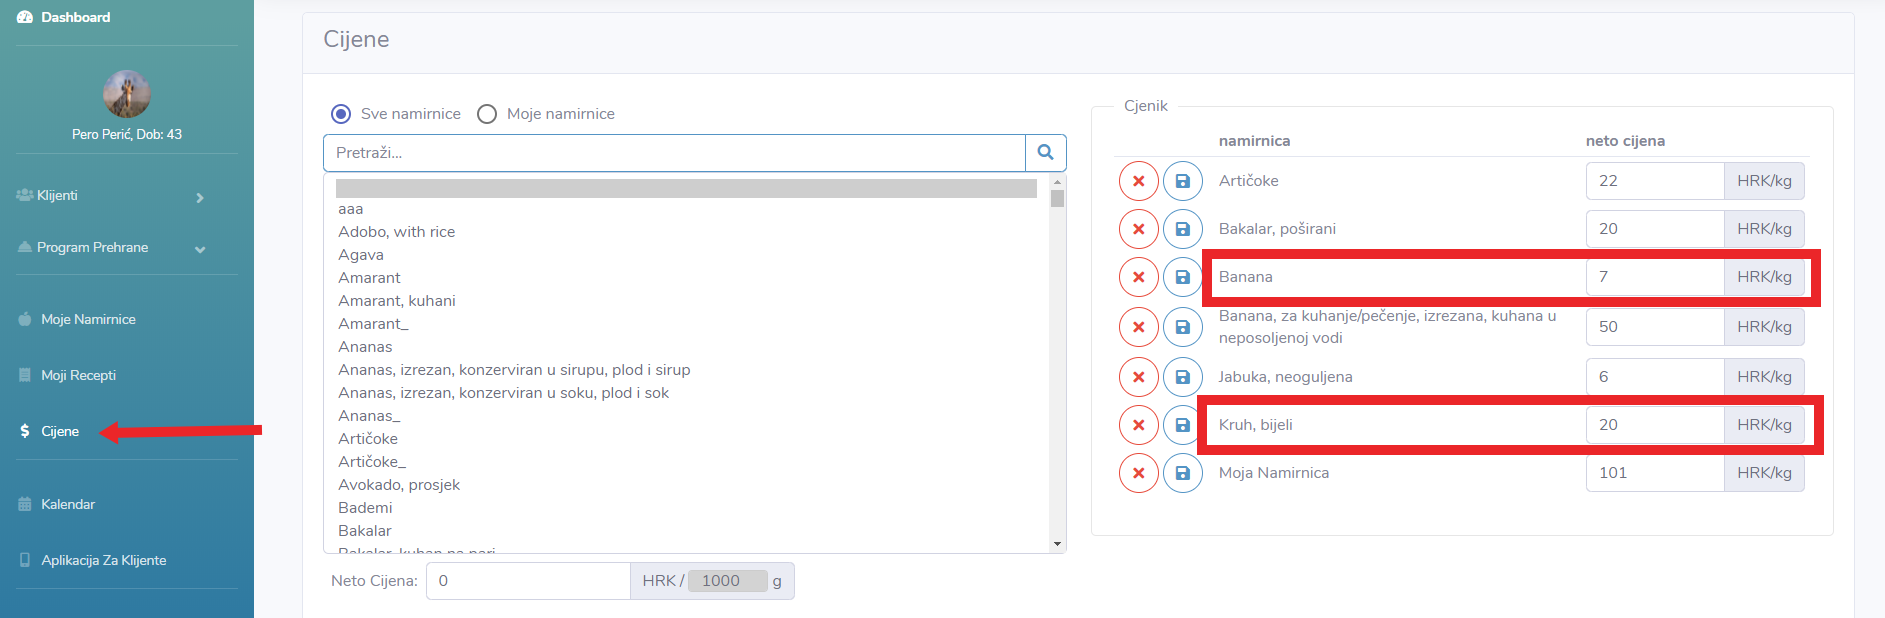 Dashboard
Pero Perić, Dob: 43
Klijenti
Program Prehrane
Moje Namirnice
Moji Recepti
$ Cijene
Kalendar
Aplikacija Za Klijente
Cijene
Sve namirnice Moje namirnice
Pretraži...
aaa
Adobo, with rice
Agava
Amarant
Amarant, kuhani
Amarant_
Ananas
Ananas, izrezan, konzerviran u sirupu, plod i sirup
Ananas, izrezan, konzerviran u soku, plod i sok
Ananas_
Artičoke
Artičoke_
Avokado, prosjek
Bademi
Bakalar
Bakalar, kuhan na pari
Neto Cijena: 0 HRK / 1000 g
Cjenik
namirnica neto cijena
Artičoke 22 HRK/kg
Bakalar, poširani 20 HRK/kg
Banana 7 HRK/kg
Banana, za kuhanje/pečenje, izrezana, kuhana u
neposoljenoj vodi 50 HRK/kg
Jabuka, neoguljena 6 HRK/kg
Kruh, bijeli 20 HRK/kg
Moja Namirnica 101 HRK/kg